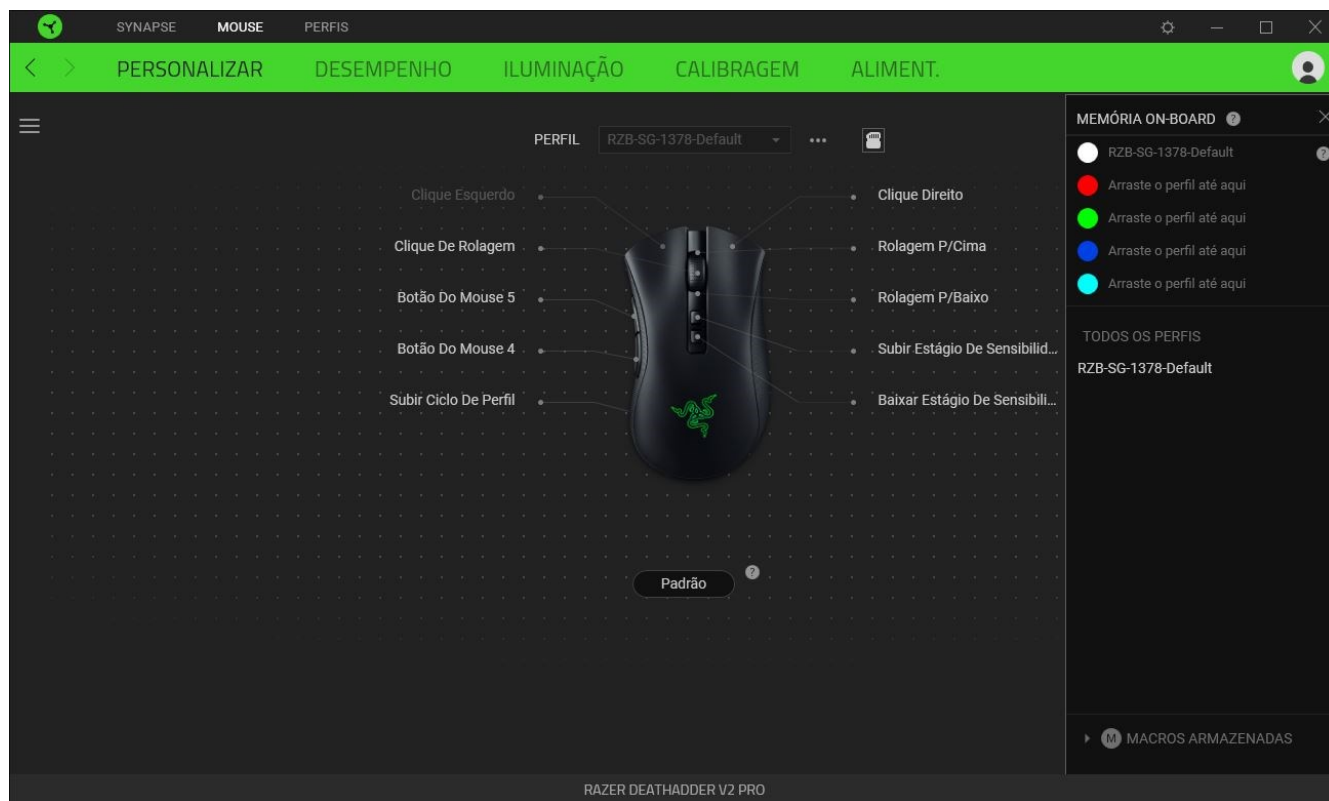 SYNAPSE MOUSE PERFIS
PERSONALIZAR DESEMPENHO ILUMINAÇÃO CALIBRAGEM ALIMENT.
PERFIL RZB-SG-1378-Default
Clique Esquerdo
Clique De Rolagem
Botão Do Mouse 5
Botão Do Mouse 4
Subir Ciclo De Perfil
Clique Direito
Rolagem P/Cima
Rolagem P/Baixo
Subir Estágio De Sensibilid...
Baixar Estágio De Sensibili...
Padrão ?
MEMÓRIA ON-BOARD ?
RZB-SG-1378-Default ?
Arraste o perfil até aqui
Arraste o perfil até aqui
Arraste o perfil até aqui
Arraste o perfil até aqui
TODOS OS PERFIS
RZB-SG-1378-Default
M MACROS ARMAZENADAS
RAZER DEATHADDER V2 PRO